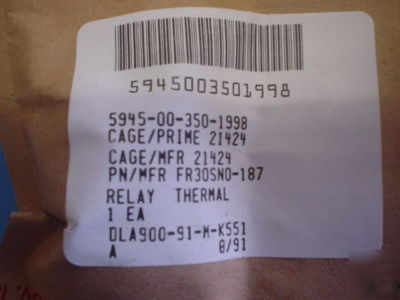 5945003501998
5945-00-350-1998
CAGE/PRIME 21424
CAGE/MFR 21424
PN/MFR FR30SNO-187
RELAY THERMAL
1 EA
DLA900-91-M-K551
A 8/91